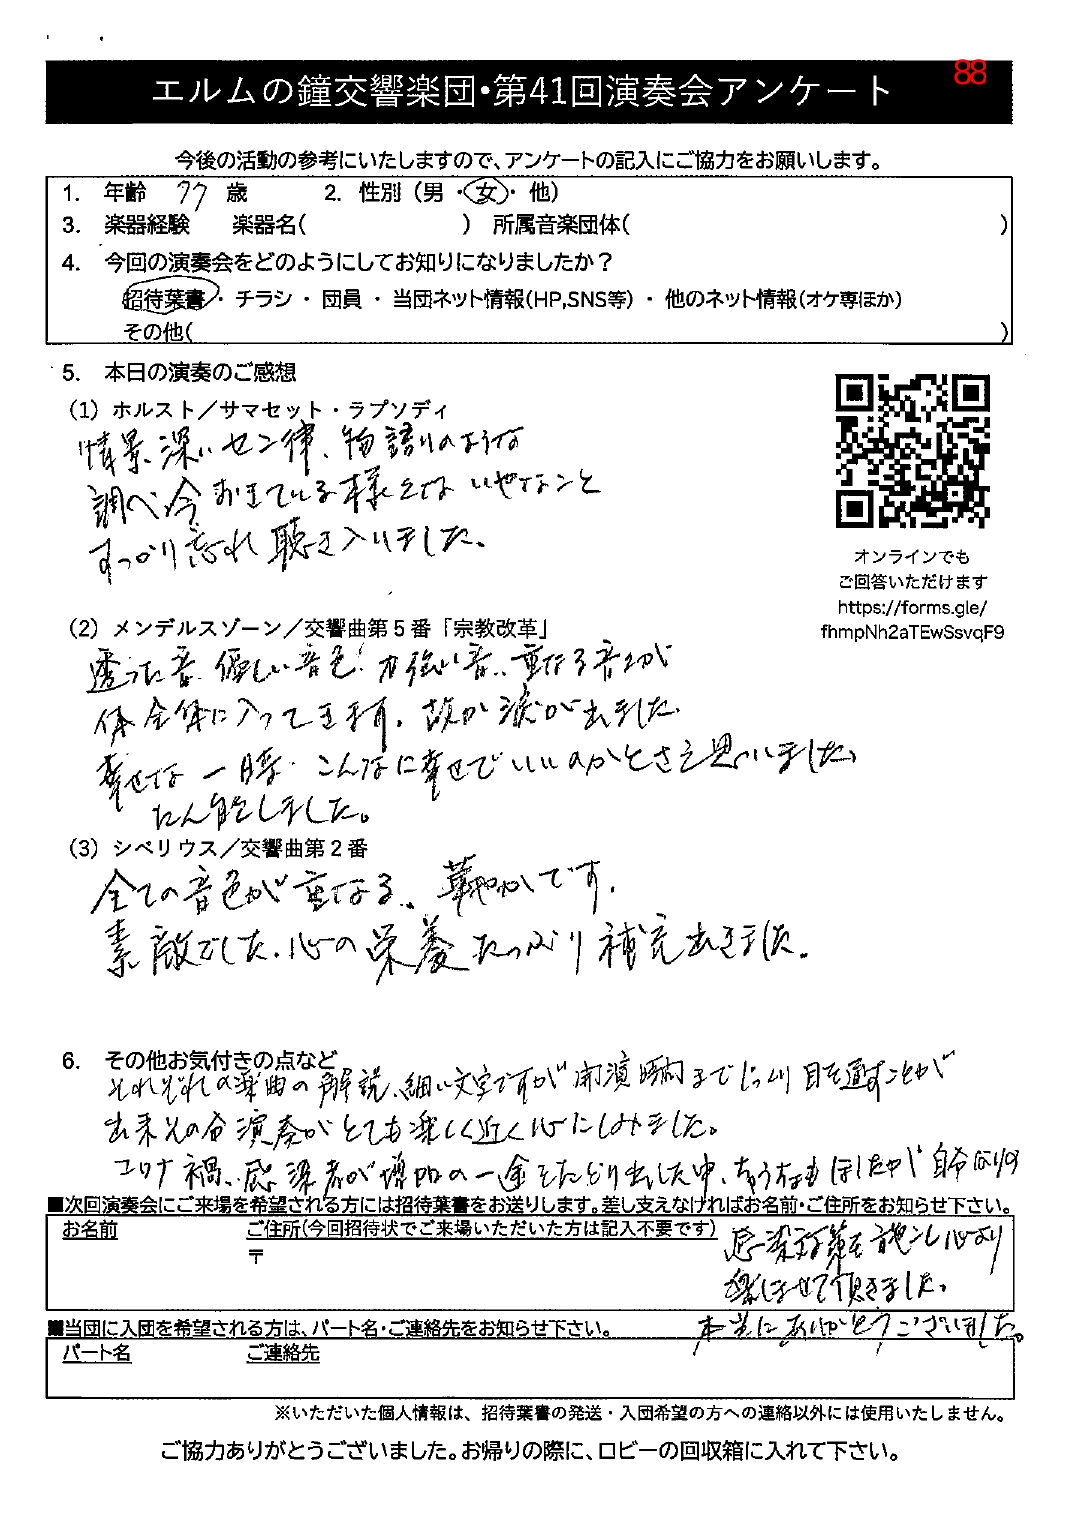 エルムの鐘交響楽団・第41回演奏会アンケート
88
今後の活動の参考にいたしますので、アンケートの記入にご協力をお願いします。
1. 年齢 77 歳 2. 性別 (男・女・他)
3. 楽器経験 楽器名( ) 所属音楽団体( )
4. 今回の演奏会をどのようにしてお知りになりましたか?
招待葉書・チラシ・団員・当団ネット情報(HP,SNS等)・他のネット情報(オケ専ほか)
その他( )
5. 本日の演奏のご感想
(1) ホルスト/サマセット・ラプソディ
情景、深いセン律、物語りのような
調べ、今おきている様々な いやなこと
すっかり忘れ聴き入りました。
オンラインでも
ご回答いただけます
https://forms.gle/
fhmpNh2aTEwSsvqF9
(2) メンデルスゾーン/交響曲第5番「宗教改革」
透った音、優しい音色! 力強い音、重なる音々が
体全体に入ってきます。故か涙が出ました。
幸せな一時・こんなに幸せでいいのかとさえ思いました。
たん能しました。
(3) シベリウス/交響曲第2番
全ての音色が重なる、華やかです。
素敵でした、心の栄養たっぷり補充出きました。
6. その他お気付きの点など
それぞれの楽曲の解説、細い文字ですが開演時間までじっくり目を通すことが
出来その分演奏がとても楽しく近く心にしみました。
コロナ禍、感染者が増加の一途をたどり出した中、ちゅうちょもしましたが自分なりの
■次回演奏会にご来場を希望される方には招待葉書をお送りします。差し支えなければお名前・ご住所をお知らせ下さい。
お名前 ご住所(今回招待状でご来場いただいた方は記入不要です)
〒
感染対策を施こし心より
楽しませて頂きました。
■当団に入団を希望される方は、パート名・ご連絡先をお知らせ下さい。
本当にありがとうございました。
パート名 ご連絡先
※いただいた個人情報は、招待葉書の発送・入団希望の方への連絡以外には使用いたしません。
ご協力ありがとうございました。お帰りの際に、ロビーの回収箱に入れて下さい。